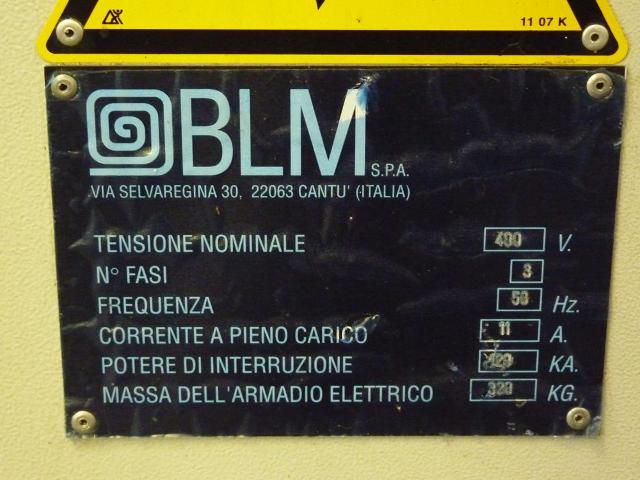 11 07 K
BLM S.P.A.
VIA SELVAREGINA 30, 22063 CANTU' (ITALIA)
TENSIONE NOMINALE V.
N° FASI 3
FREQUENZA 50 Hz.
CORRENTE A PIENO CARICO 11 A.
POTERE DI INTERRUZIONE KA.
MASSA DELL'ARMADIO ELETTRICO KG.